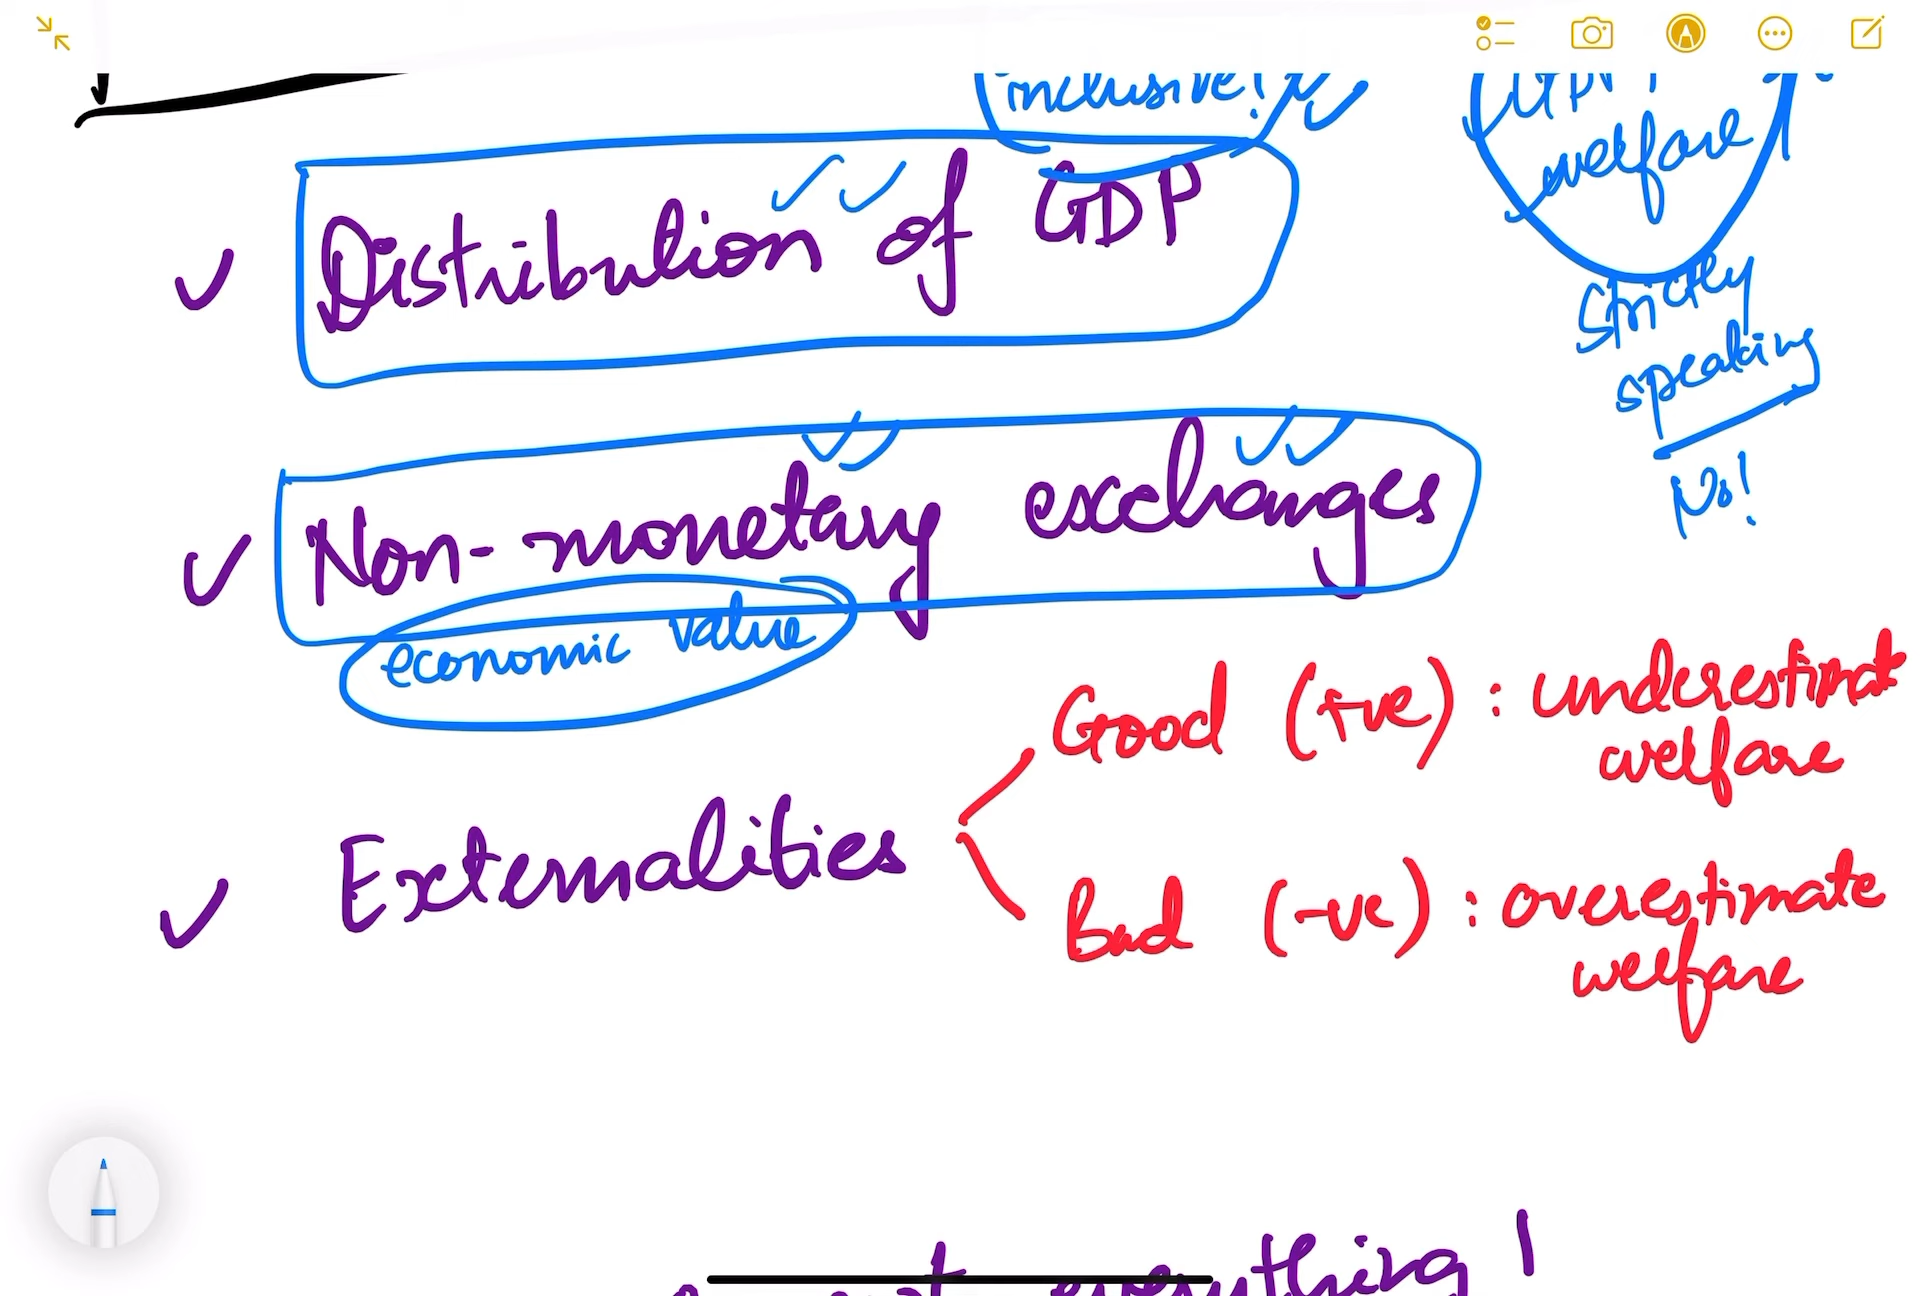 inclusive!
welfare
Distribution of GDP
Strictly
speaking
No!
Non-monetary exchanges
economic value
Good (+ve) : underestimate
welfare
Externalities
Bad (-ve) : overestimate
welfare
everything !